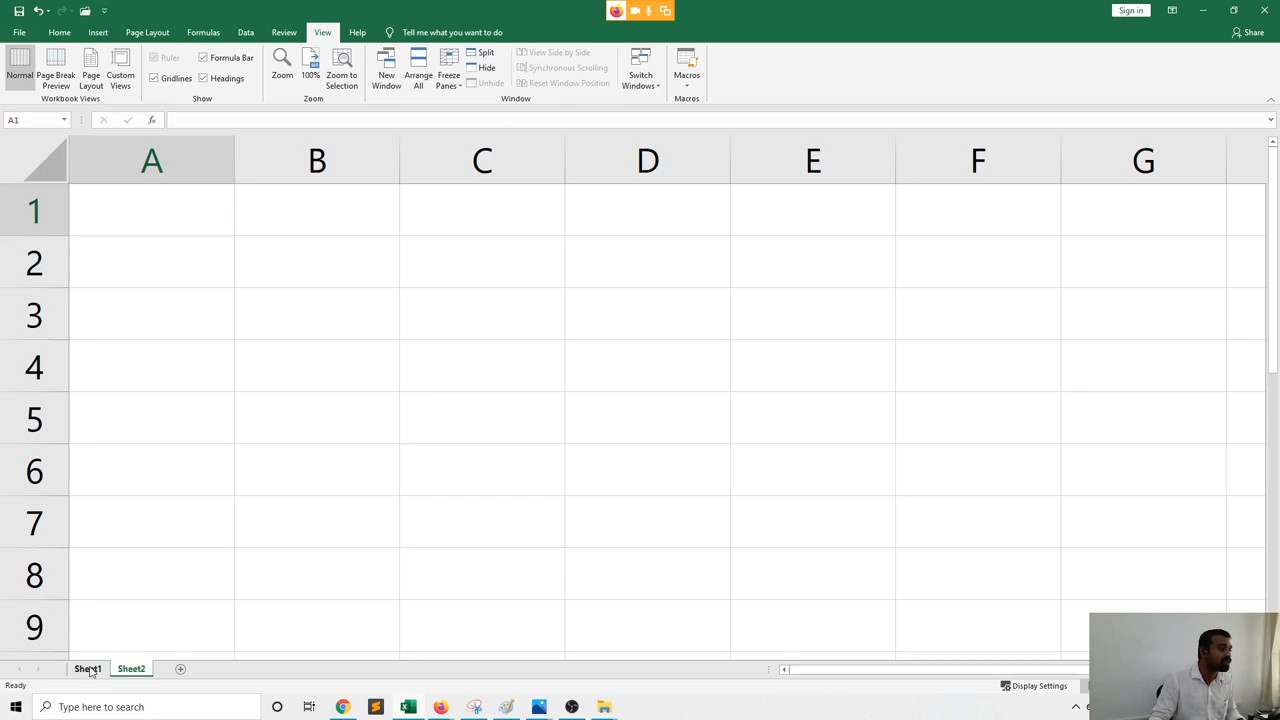 Sign in
File Home Insert Page Layout Formulas Data Review View Help Tell me what you want to do Share
Normal Page Break Preview Page Layout Custom Views
Workbook Views
Ruler Formula Bar
Gridlines Headings
Show
Zoom 100% Zoom to Selection
Zoom
New Window Arrange All Freeze Panes
Split
Hide
Unhide
View Side by Side
Synchronous Scrolling
Reset Window Position
Window
Switch Windows
Macros
Macros
A1 fx
A B C D E F G
1
2
3
4
5
6
7
8
9
Sheet1 Sheet2
Ready Display Settings
Type here to search